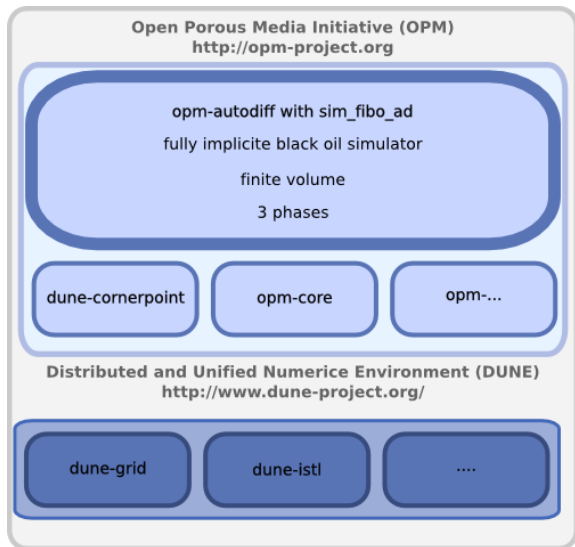 Open Porous Media Initiative (OPM)
http://opm-project.org
opm-autodiff with sim_fibo_ad
fully implicite black oil simulator
finite volume
3 phases
dune-cornerpoint
opm-core
opm-...
Distributed and Unified Numerice Environment (DUNE)
http://www.dune-project.org/
dune-grid
dune-istl
....